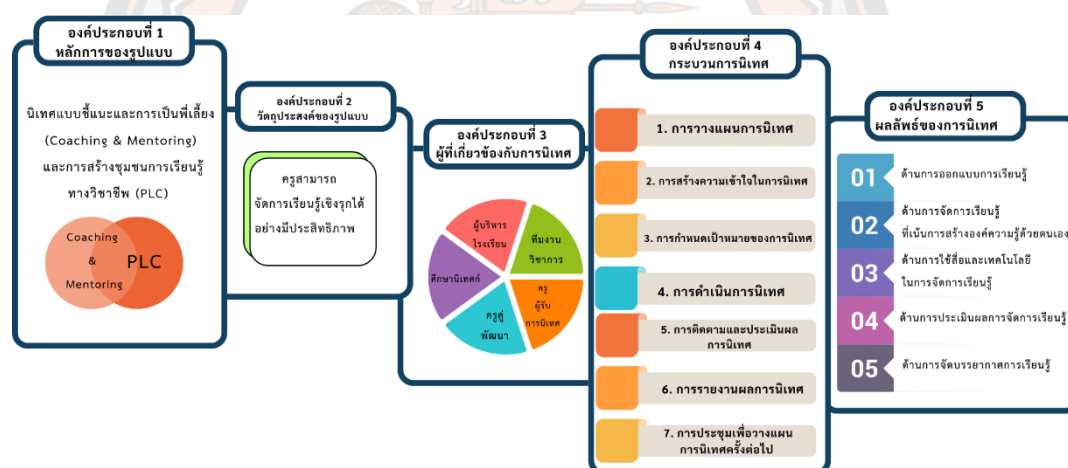 องค์ประกอบที่ 1
หลักการของรูปแบบ
นิเทศแบบชี้แนะและการเป็นพี่เลี้ยง
(Coaching & Mentoring)
และการสร้างชุมชนการเรียนรู้
ทางวิชาชีพ (PLC)
Coaching
&
Mentoring
PLC
องค์ประกอบที่ 2
วัตถุประสงค์ของรูปแบบ
ครูสามารถ
จัดการเรียนรู้เชิงรุกได้
อย่างมีประสิทธิภาพ
องค์ประกอบที่ 3
ผู้ที่เกี่ยวข้องกับการนิเทศ
ผู้บริหาร
โรงเรียน
ทีมงาน
วิชาการ
ศึกษานิเทศก์
ครู
ผู้รับ
การนิเทศ
ครูคู่
พัฒนา
องค์ประกอบที่ 4
กระบวนการนิเทศ
1. การวางแผนการนิเทศ
2. การสร้างความเข้าใจในการนิเทศ
3. การกำหนดเป้าหมายของการนิเทศ
4. การดำเนินการนิเทศ
5. การติดตามและประเมินผล
การนิเทศ
6. การรายงานผลการนิเทศ
7. การประชุมเพื่อวางแผน
การนิเทศครั้งต่อไป
องค์ประกอบที่ 5
ผลลัพธ์ของการนิเทศ
01 ด้านการออกแบบการเรียนรู้
02 ด้านการจัดการเรียนรู้
ที่เน้นการสร้างองค์ความรู้ด้วยตนเอง
03 ด้านการใช้สื่อและเทคโนโลยี
ในการจัดการเรียนรู้
04 ด้านการประเมินผลการจัดการเรียนรู้
05 ด้านการจัดบรรยากาศการเรียนรู้